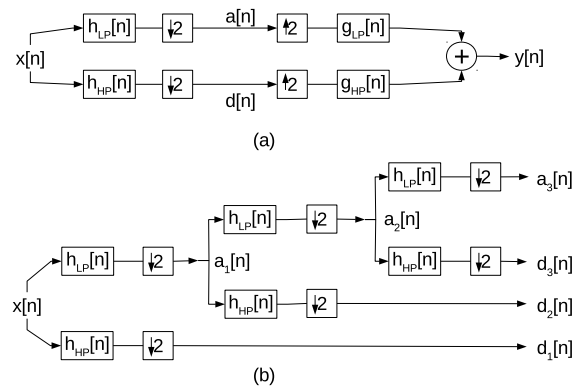 h_LP[n] ↓2 a[n] ↑2 g_LP[n]
x[n] + y[n]
h_HP[n] ↓2 d[n] ↑2 g_HP[n]
(a)
h_LP[n] ↓2 a_3[n]
h_LP[n] ↓2 a_2[n]
h_LP[n] ↓2 a_1[n] h_HP[n] ↓2 d_3[n]
x[n] h_HP[n] ↓2 d_2[n]
h_HP[n] ↓2 d_1[n]
(b)